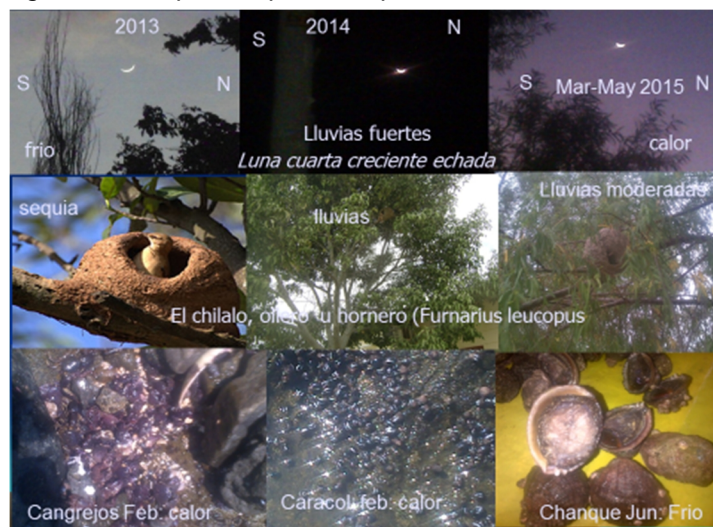 2013
S
N
frio
2014
S
N
Lluvias fuertes
Luna cuarta creciente echada
Mar-May 2015
S
N
calor
sequia
lluvias
Lluvias moderadas
El chilalo, ollero u hornero (Furnarius leucopus
Cangrejos Feb: calor
Caracol: feb: calor
Chanque Jun: Frio